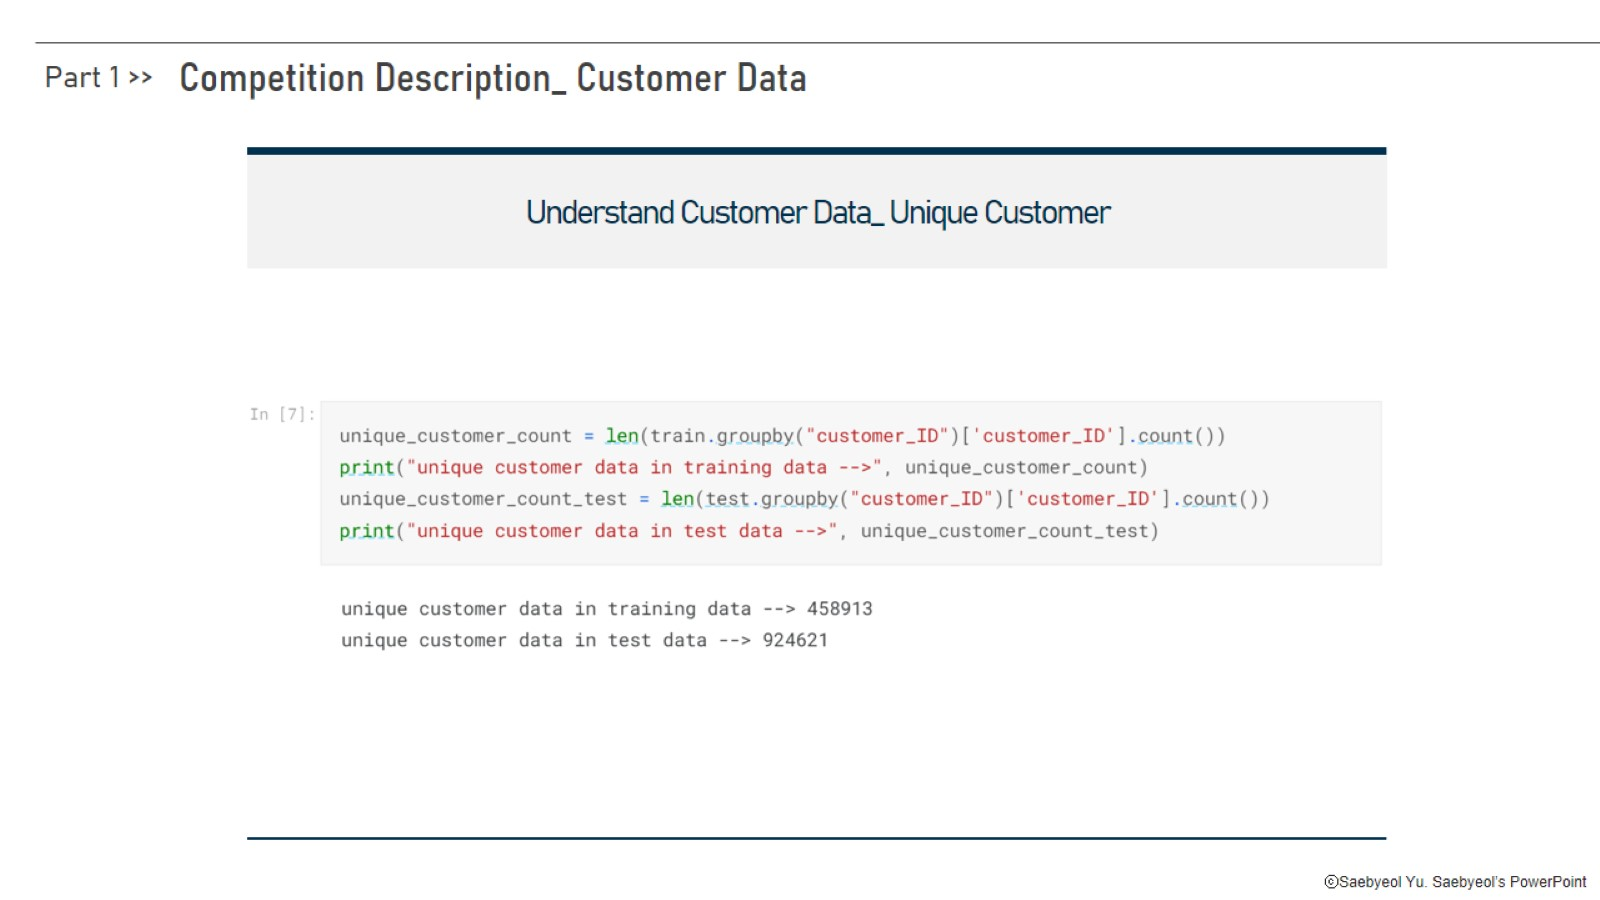 Part 1 >> Competition Description_ Customer Data
Understand Customer Data_ Unique Customer
In [7]:
unique_customer_count = len(train.groupby("customer_ID")['customer_ID'].count())
print("unique customer data in training data -->", unique_customer_count)
unique_customer_count_test = len(test.groupby("customer_ID")['customer_ID'].count())
print("unique customer data in test data -->", unique_customer_count_test)
unique customer data in training data --> 458913
unique customer data in test data --> 924621
ⓒSaebyeol Yu. Saebyeol's PowerPoint